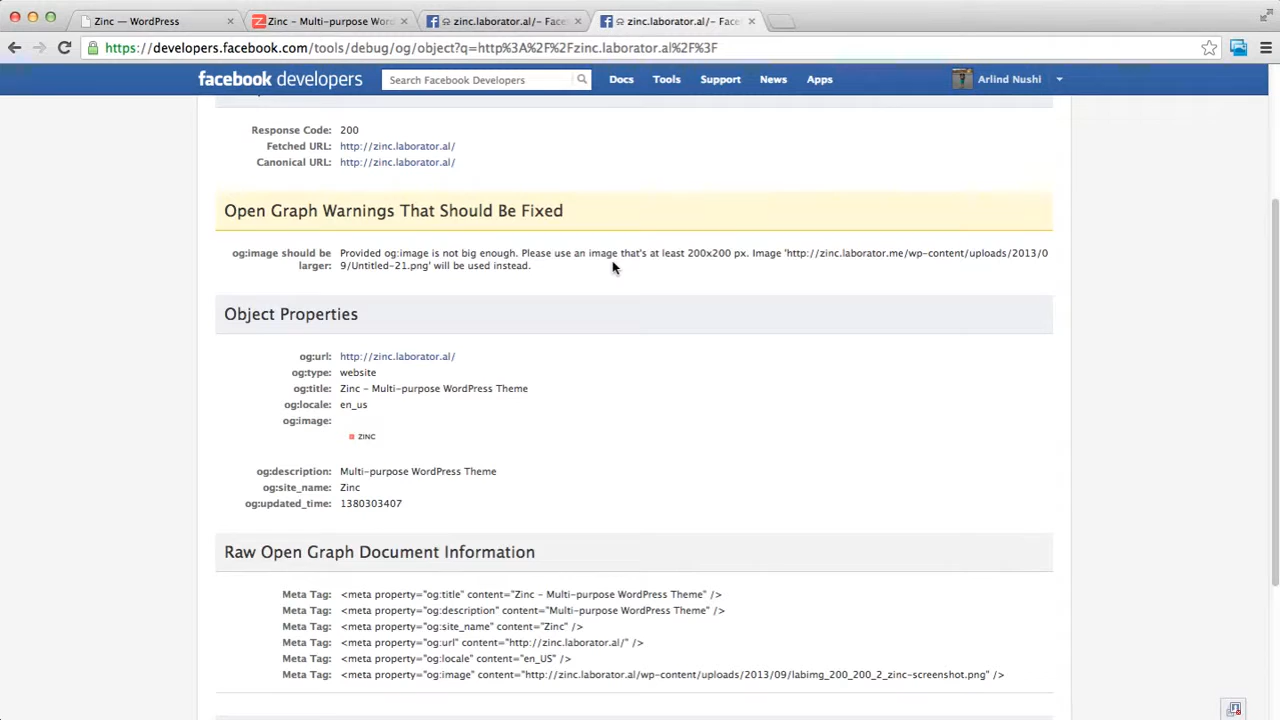 Zinc — WordPress
Zinc - Multi-purpose Word
zinc.laborator.al/- Face
zinc.laborator.al/- Face
https://developers.facebook.com/tools/debug/og/object?q=http%3A%2F%2Fzinc.laborator.al%2F%3F
facebook developers
Search Facebook Developers
Docs
Tools
Support
News
Apps
Arlind Nushi
Response Code: 200
Fetched URL: http://zinc.laborator.al/
Canonical URL: http://zinc.laborator.al/
Open Graph Warnings That Should Be Fixed
og:image should be larger: Provided og:image is not big enough. Please use an image that's at least 200x200 px. Image 'http://zinc.laborator.me/wp-content/uploads/2013/0
9/Untitled-21.png' will be used instead.
Object Properties
og:url: http://zinc.laborator.al/
og:type: website
og:title: Zinc - Multi-purpose WordPress Theme
og:locale: en_us
og:image:
ZINC
og:description: Multi-purpose WordPress Theme
og:site_name: Zinc
og:updated_time: 1380303407
Raw Open Graph Document Information
Meta Tag: <meta property="og:title" content="Zinc - Multi-purpose WordPress Theme" />
Meta Tag: <meta property="og:description" content="Multi-purpose WordPress Theme" />
Meta Tag: <meta property="og:site_name" content="Zinc" />
Meta Tag: <meta property="og:url" content="http://zinc.laborator.al/" />
Meta Tag: <meta property="og:locale" content="en_US" />
Meta Tag: <meta property="og:image" content="http://zinc.laborator.al/wp-content/uploads/2013/09/labimg_200_200_2_zinc-screenshot.png" />